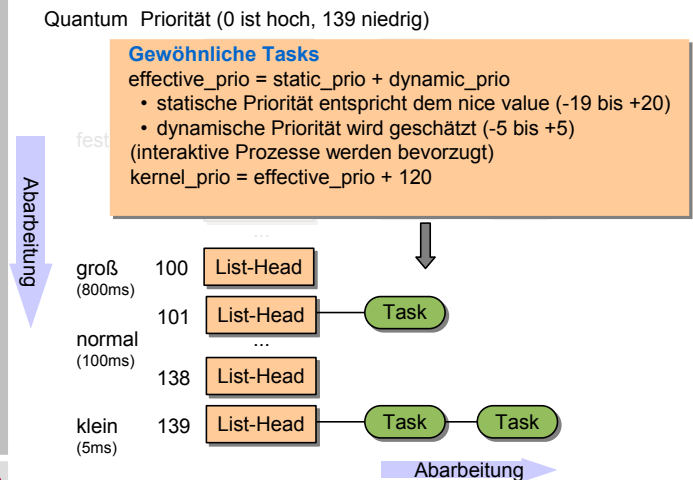 Quantum Priorität (0 ist hoch, 139 niedrig)
Gewöhnliche Tasks
effective_prio = static_prio + dynamic_prio
• statische Priorität entspricht dem nice value (-19 bis +20)
• dynamische Priorität wird geschätzt (-5 bis +5)
(interaktive Prozesse werden bevorzugt)
kernel_prio = effective_prio + 120
fest
Abarbeitung
...
groß
(800ms)
100
List-Head
101
List-Head
Task
normal
(100ms)
...
138
List-Head
klein
(5ms)
139
List-Head
Task
Task
Abarbeitung